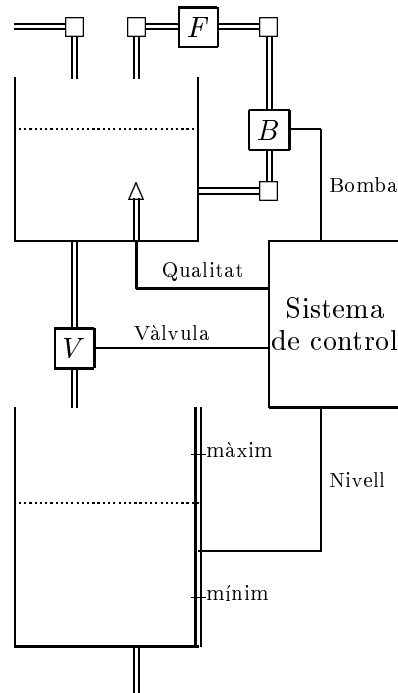 F
B
Bomba
Qualitat
Sistema
de control
Vàlvula
V
màxim
Nivell
mínim